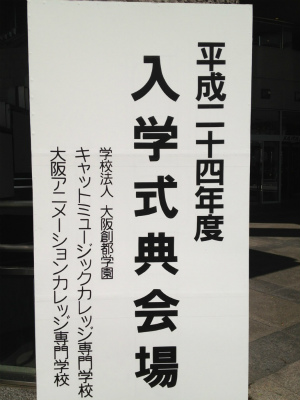 平成二十四年度
入学式典会場
学校法人 大阪創都学園
キャットミュージックカレッジ専門学校
大阪アニメーションカレッジ専門学校